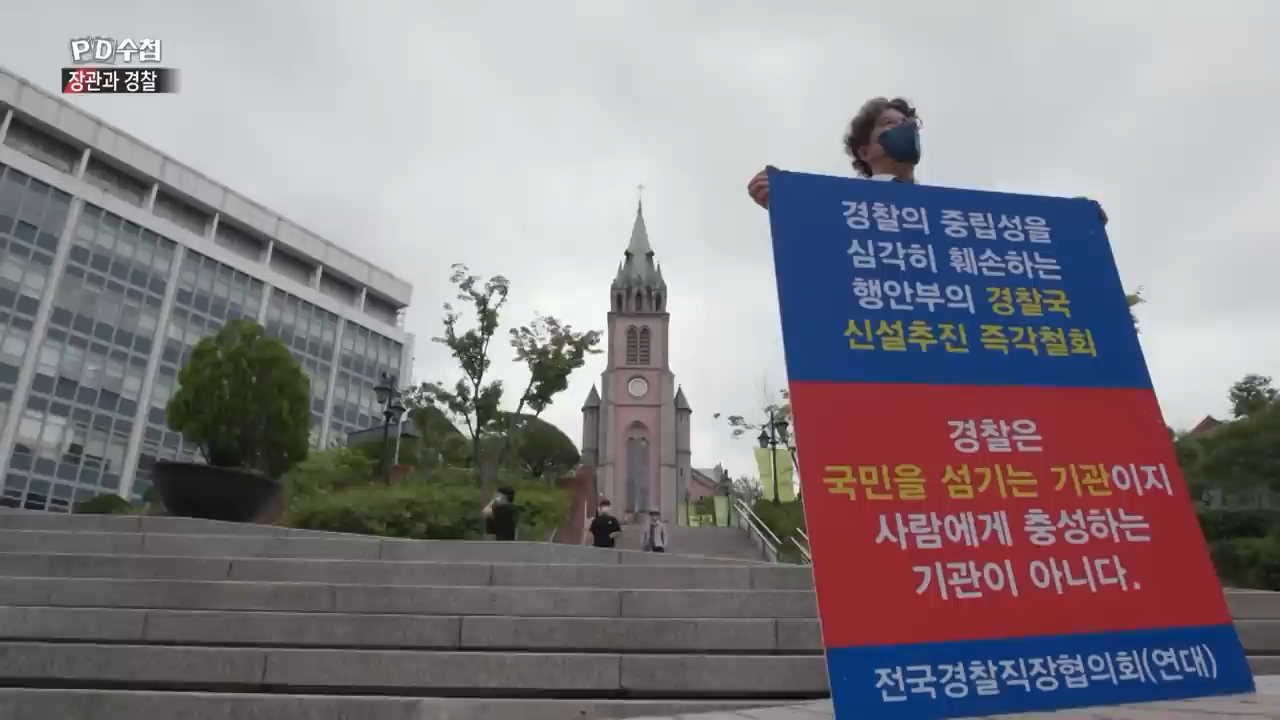 PD수첩
장관과 경찰
경찰의 중립성을
심각히 훼손하는
행안부의 경찰국
신설추진 즉각철회
경찰은
국민을 섬기는 기관이지
사람에게 충성하는
기관이 아니다.
전국경찰직장협의회(연대)